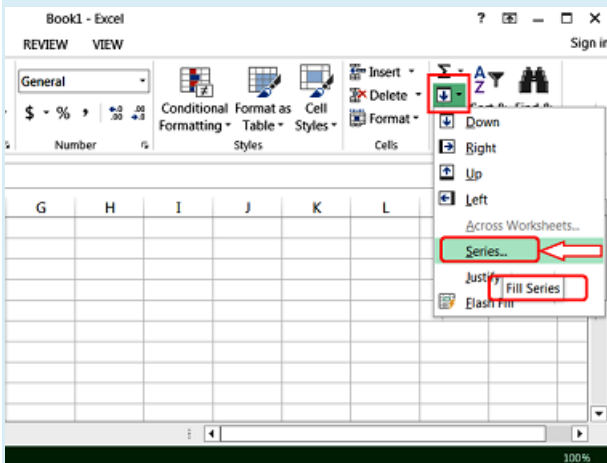 Book1 - Excel
?
REVIEW VIEW
Sign in
General
$ - % ,
Conditional Formatting
Format as Table
Cell Styles
Insert
Delete
Format
Number
Styles
Cells
Down
Right
Up
Left
Across Worksheets...
Series...
Justify
Fill Series
Flash Fill
G H I J K L
100%